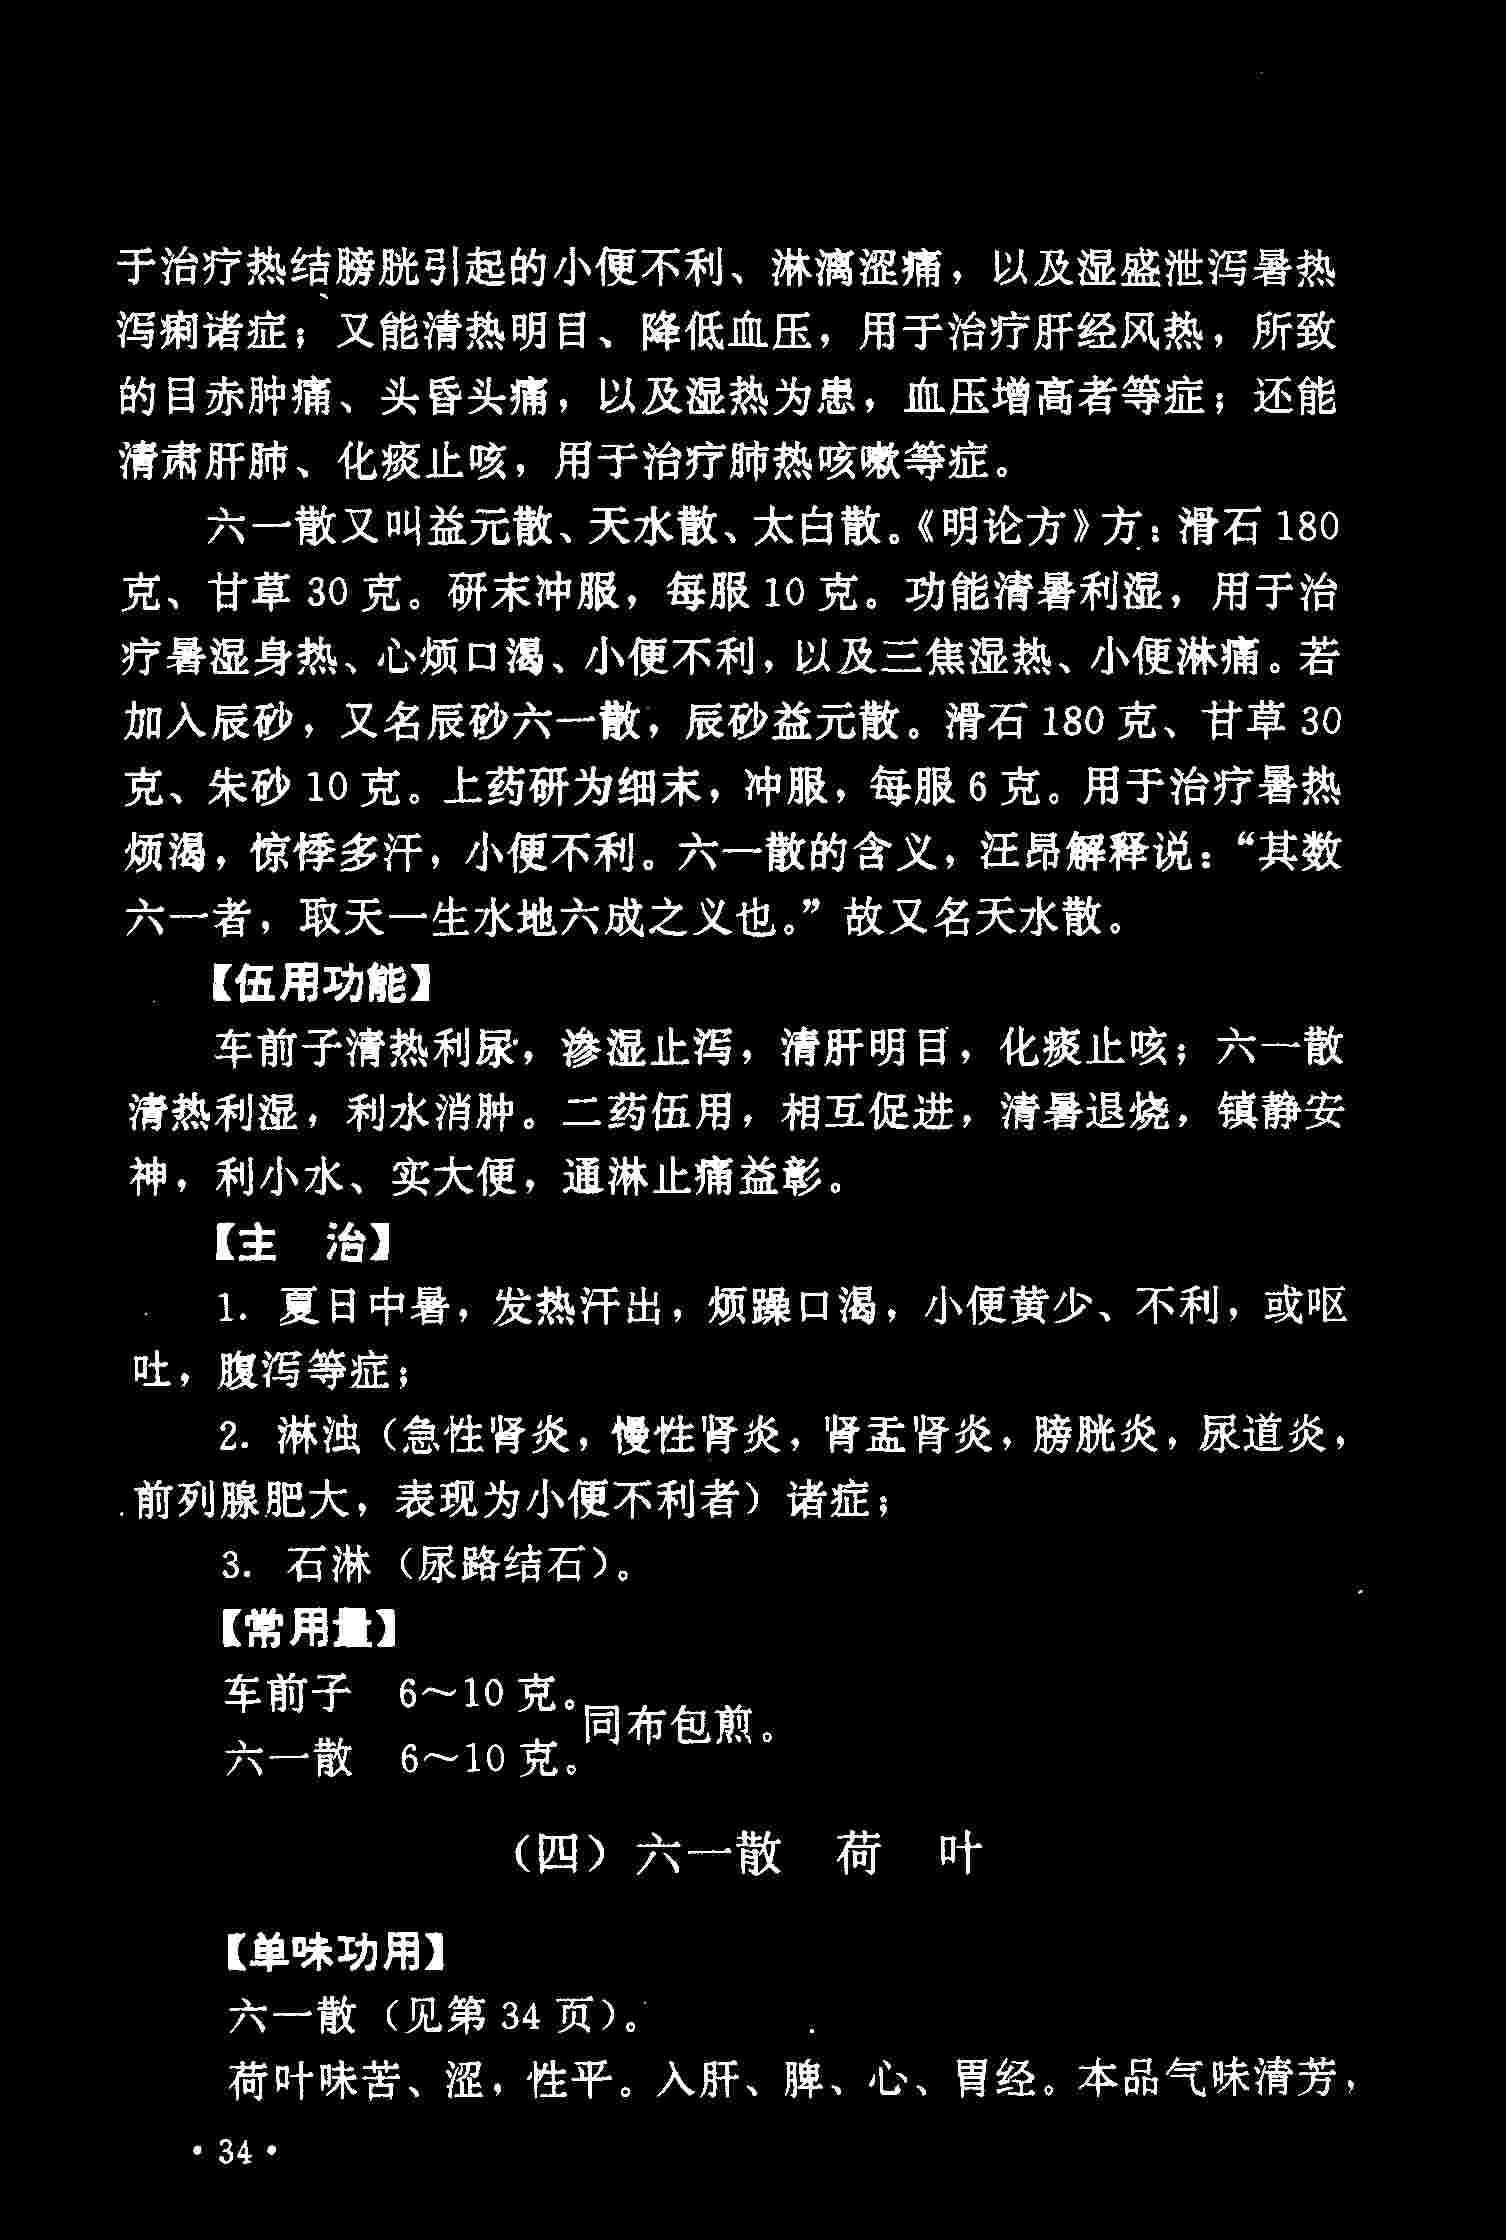 于治疗热结膀胱引起的小便不利、淋漓涩痛，以及湿盛泄泻暑热
泻痢诸症；又能清热明目、降低血压，用于治疗肝经风热，所致
的目赤肿痛、头昏头痛，以及湿热为患，血压增高者等症；还能
清肃肝肺、化痰止咳，用于治疗肺热咳嗽等症。
六一散又叫益元散、天水散、太白散。《明论方》方：滑石180
克、甘草30克。研末冲服，每服10克。功能清暑利湿，用于治
疗暑湿身热、心烦口渴、小便不利，以及三焦湿热、小便淋痛。若
加入辰砂，又名辰砂六一散，辰砂益元散。滑石180克、甘草30
克、朱砂10克。上药研为细末，冲服，每服6克。用于治疗暑热
烦渴，惊悸多汗，小便不利。六一散的含义，汪昂解释说：“其数
六一者，取天一生水地六成之义也。”故又名天水散。
【伍用功能】
车前子清热利尿，渗湿止泻，清肝明目，化痰止咳；六一散
清热利湿，利水消肿。二药伍用，相互促进，清暑退烧，镇静安
神，利小水、实大便，通淋止痛益彰。
【主　治】
1. 夏日中暑，发热汗出，烦躁口渴，小便黄少、不利，或呕
吐，腹泻等症；
2. 淋浊（急性肾炎，慢性肾炎，肾盂肾炎，膀胱炎，尿道炎，
前列腺肥大，表现为小便不利者）诸症；
3. 石淋（尿路结石）。
【常用量】
车前子　6～10克。
同布包煎。
六一散　6～10克。
（四）六一散　荷　叶
【单味功用】
六一散（见第34页）。
荷叶味苦、涩，性平。入肝、脾、心、胃经。本品气味清芳，
·34·